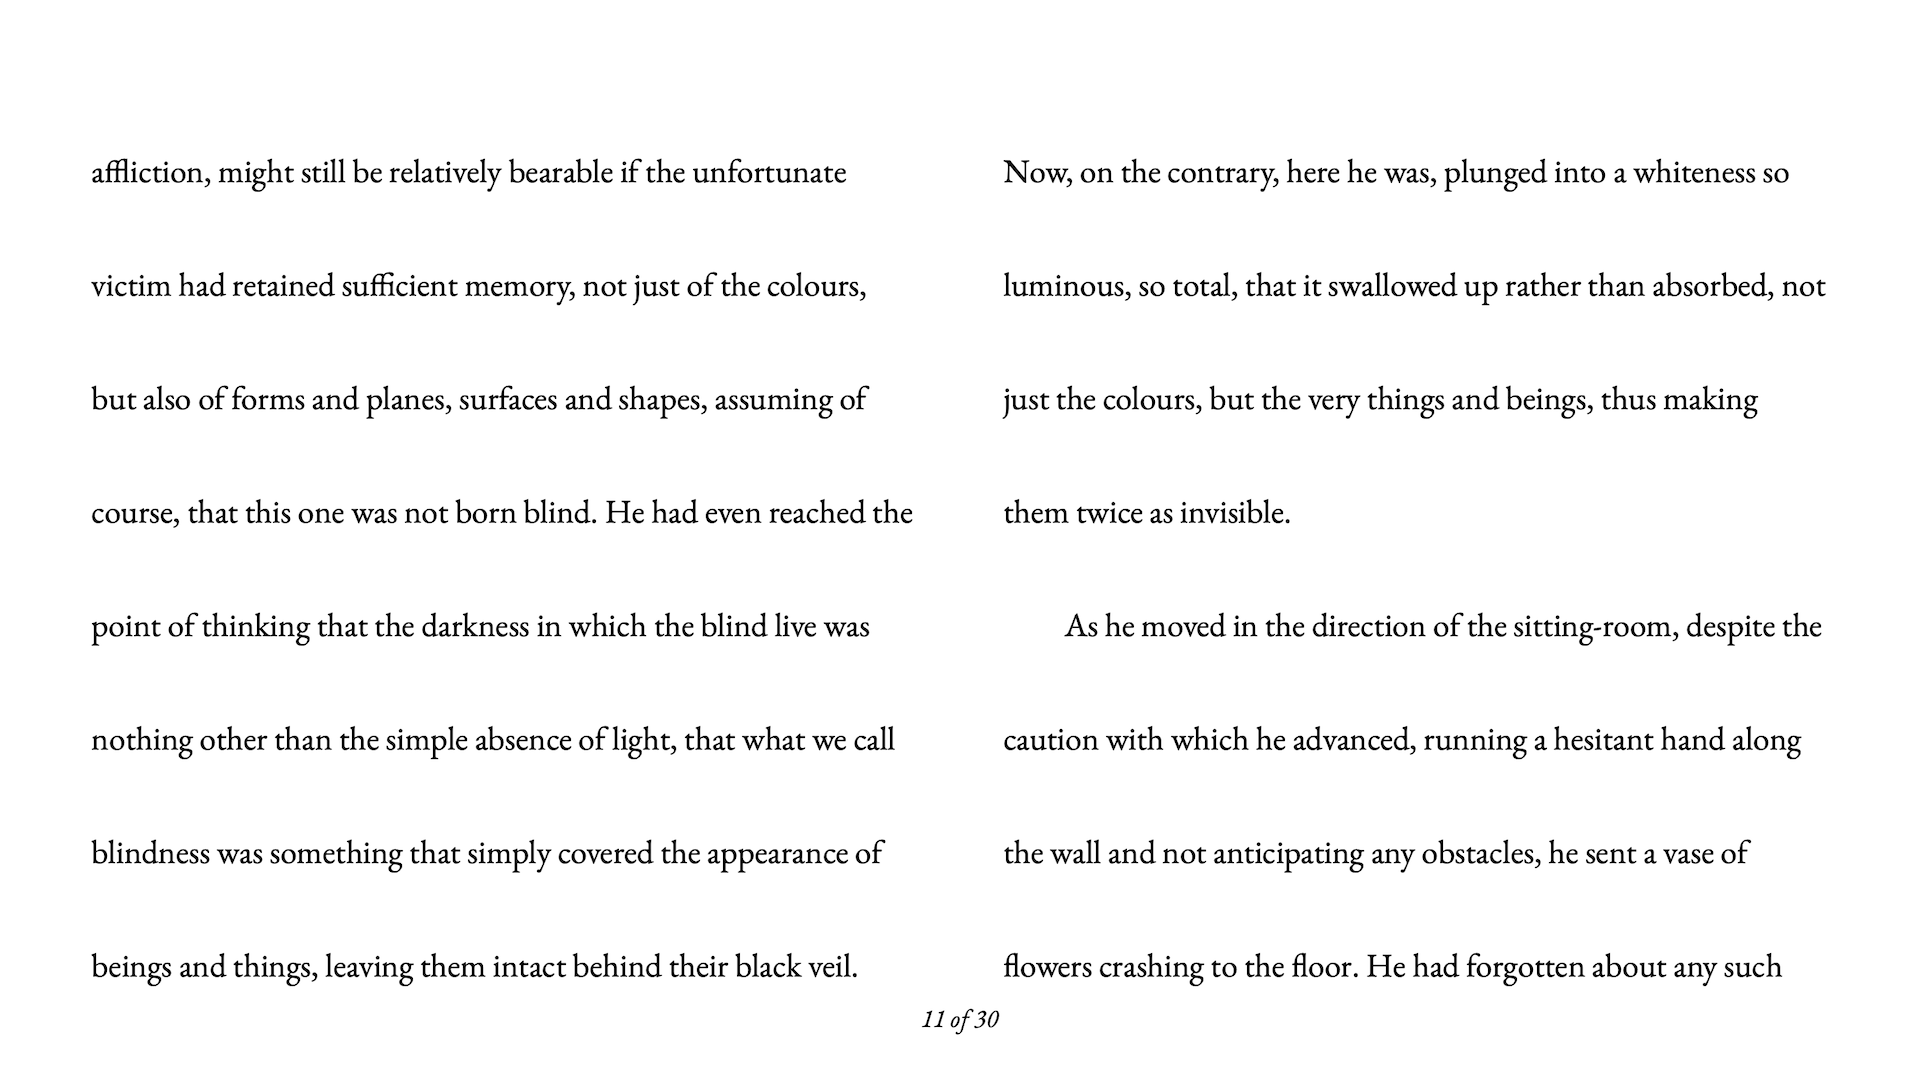 affliction, might still be relatively bearable if the unfortunate
victim had retained sufficient memory, not just of the colours,
but also of forms and planes, surfaces and shapes, assuming of
course, that this one was not born blind. He had even reached the
point of thinking that the darkness in which the blind live was
nothing other than the simple absence of light, that what we call
blindness was something that simply covered the appearance of
beings and things, leaving them intact behind their black veil.
Now, on the contrary, here he was, plunged into a whiteness so
luminous, so total, that it swallowed up rather than absorbed, not
just the colours, but the very things and beings, thus making
them twice as invisible.
As he moved in the direction of the sitting-room, despite the
caution with which he advanced, running a hesitant hand along
the wall and not anticipating any obstacles, he sent a vase of
flowers crashing to the floor. He had forgotten about any such
11 of 30